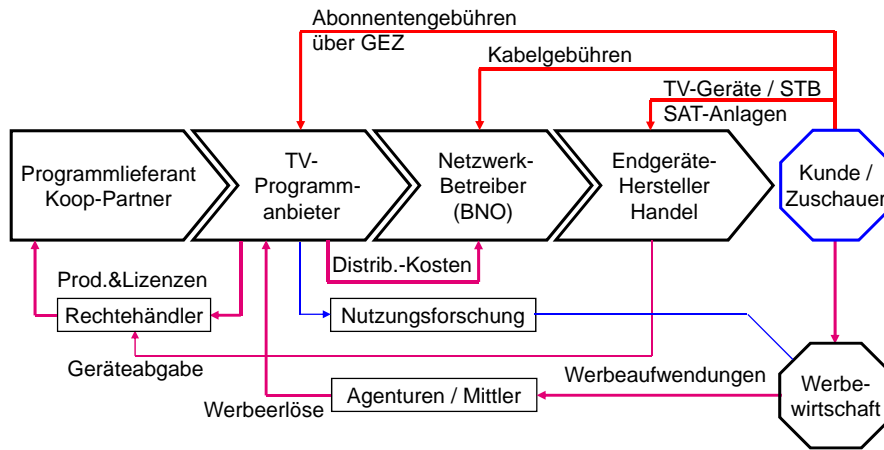 Abonnentengebühren
über GEZ
Kabelgebühren
TV-Geräte / STB
SAT-Anlagen
Programmlieferant
Koop-Partner
TV-
Programm-
anbieter
Netzwerk-
Betreiber
(BNO)
Endgeräte-
Hersteller
Handel
Kunde /
Zuschauer
Prod.&Lizenzen
Distrib.-Kosten
Rechtehändler
Nutzungsforschung
Geräteabgabe
Werbeaufwendungen
Werbeerlöse
Agenturen / Mittler
Werbe-
wirtschaft